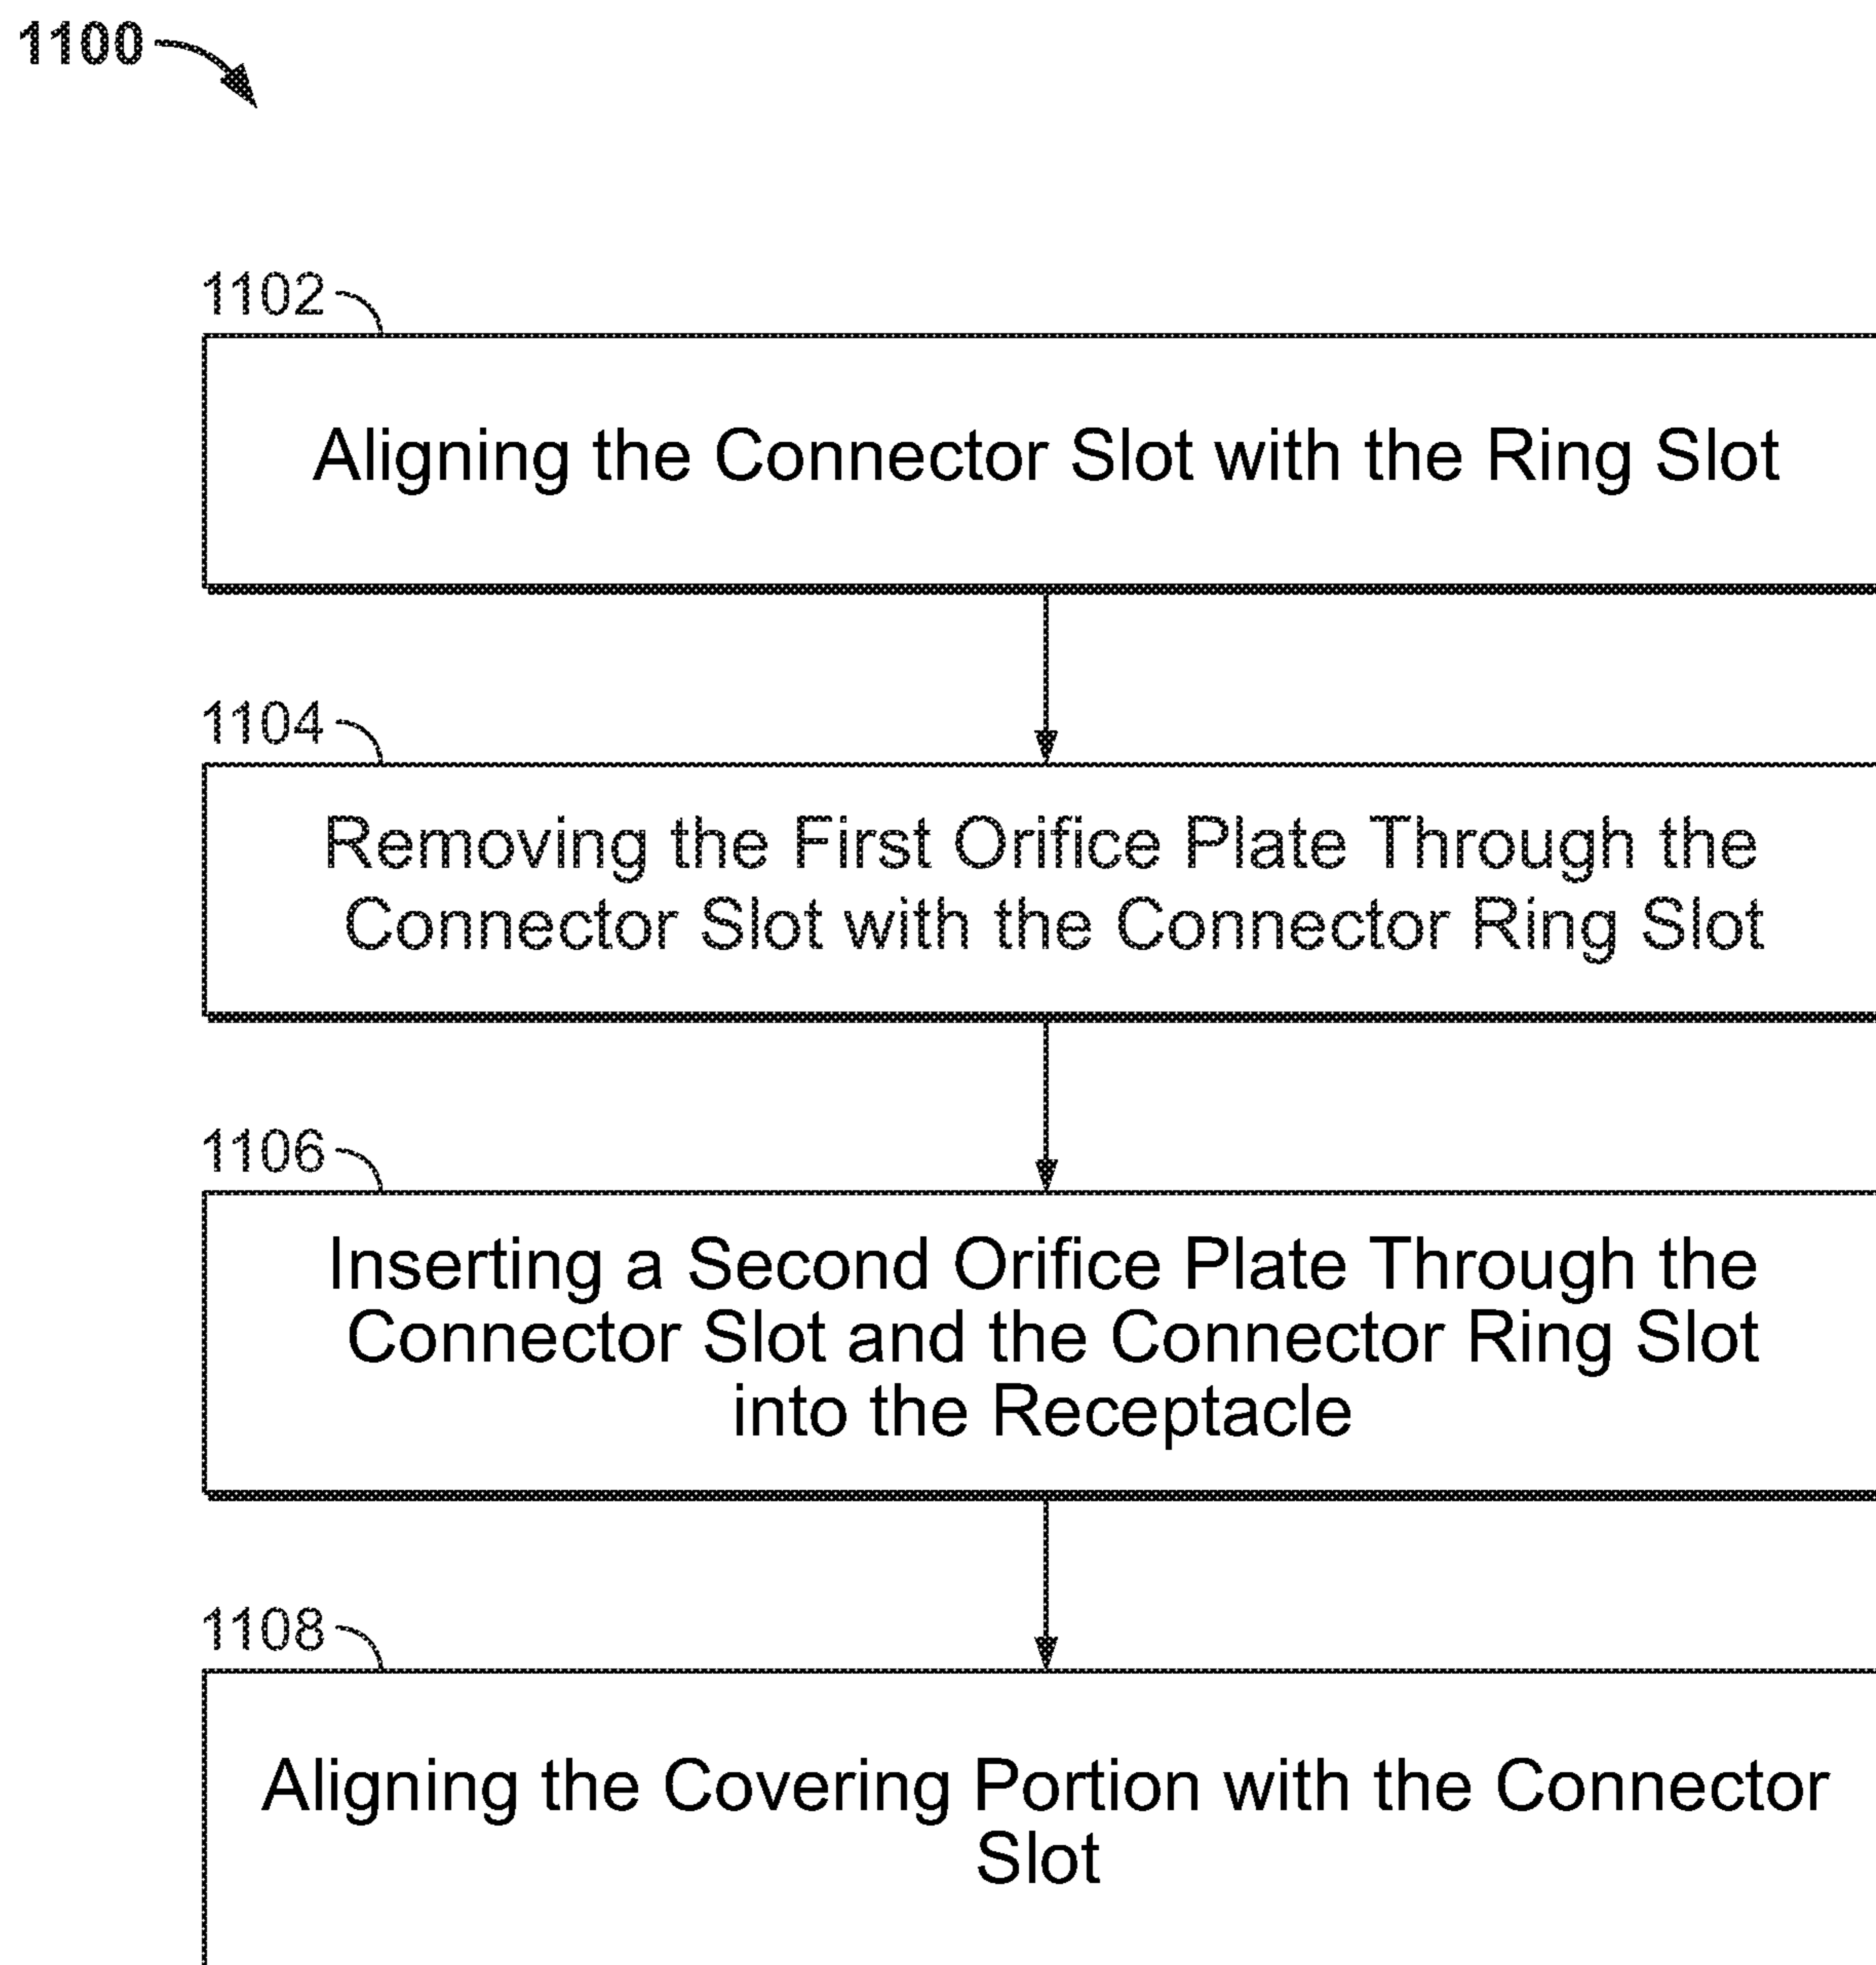 1100
1102
Aligning the Connector Slot with the Ring Slot
1104
Removing the First Orifice Plate Through the
Connector Slot with the Connector Ring Slot
1106
Inserting a Second Orifice Plate Through the
Connector Slot and the Connector Ring Slot
into the Receptacle
1108
Aligning the Covering Portion with the Connector
Slot